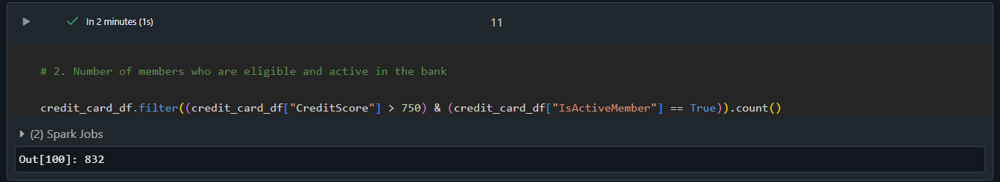 In 2 minutes (1s)
11
# 2. Number of members who are eligible and active in the bank
credit_card_df.filter((credit_card_df["CreditScore"] > 750) & (credit_card_df["IsActiveMember"] == True)).count()
(2) Spark Jobs
Out[100]: 832